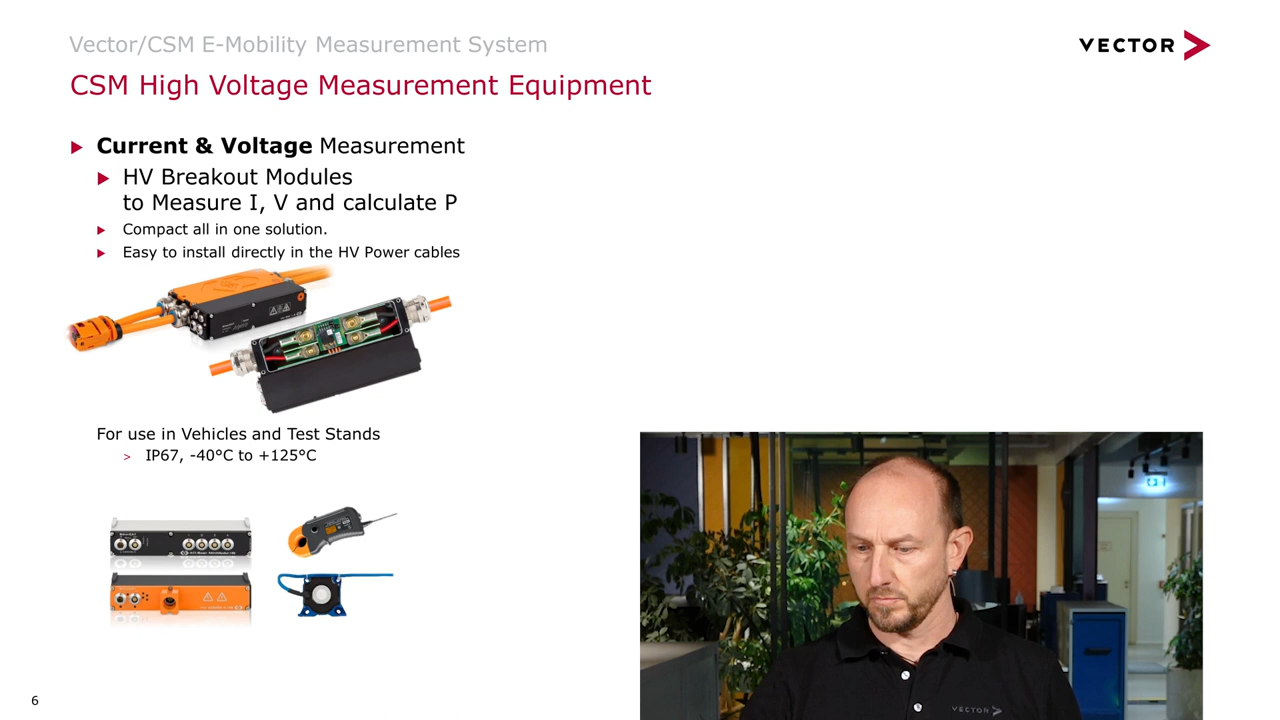 Vector/CSM E-Mobility Measurement System
VECTOR
CSM High Voltage Measurement Equipment
Current & Voltage Measurement
HV Breakout Modules
to Measure I, V and calculate P
Compact all in one solution.
Easy to install directly in the HV Power cables
For use in Vehicles and Test Stands
> IP67, -40°C to +125°C
VECTOR
6